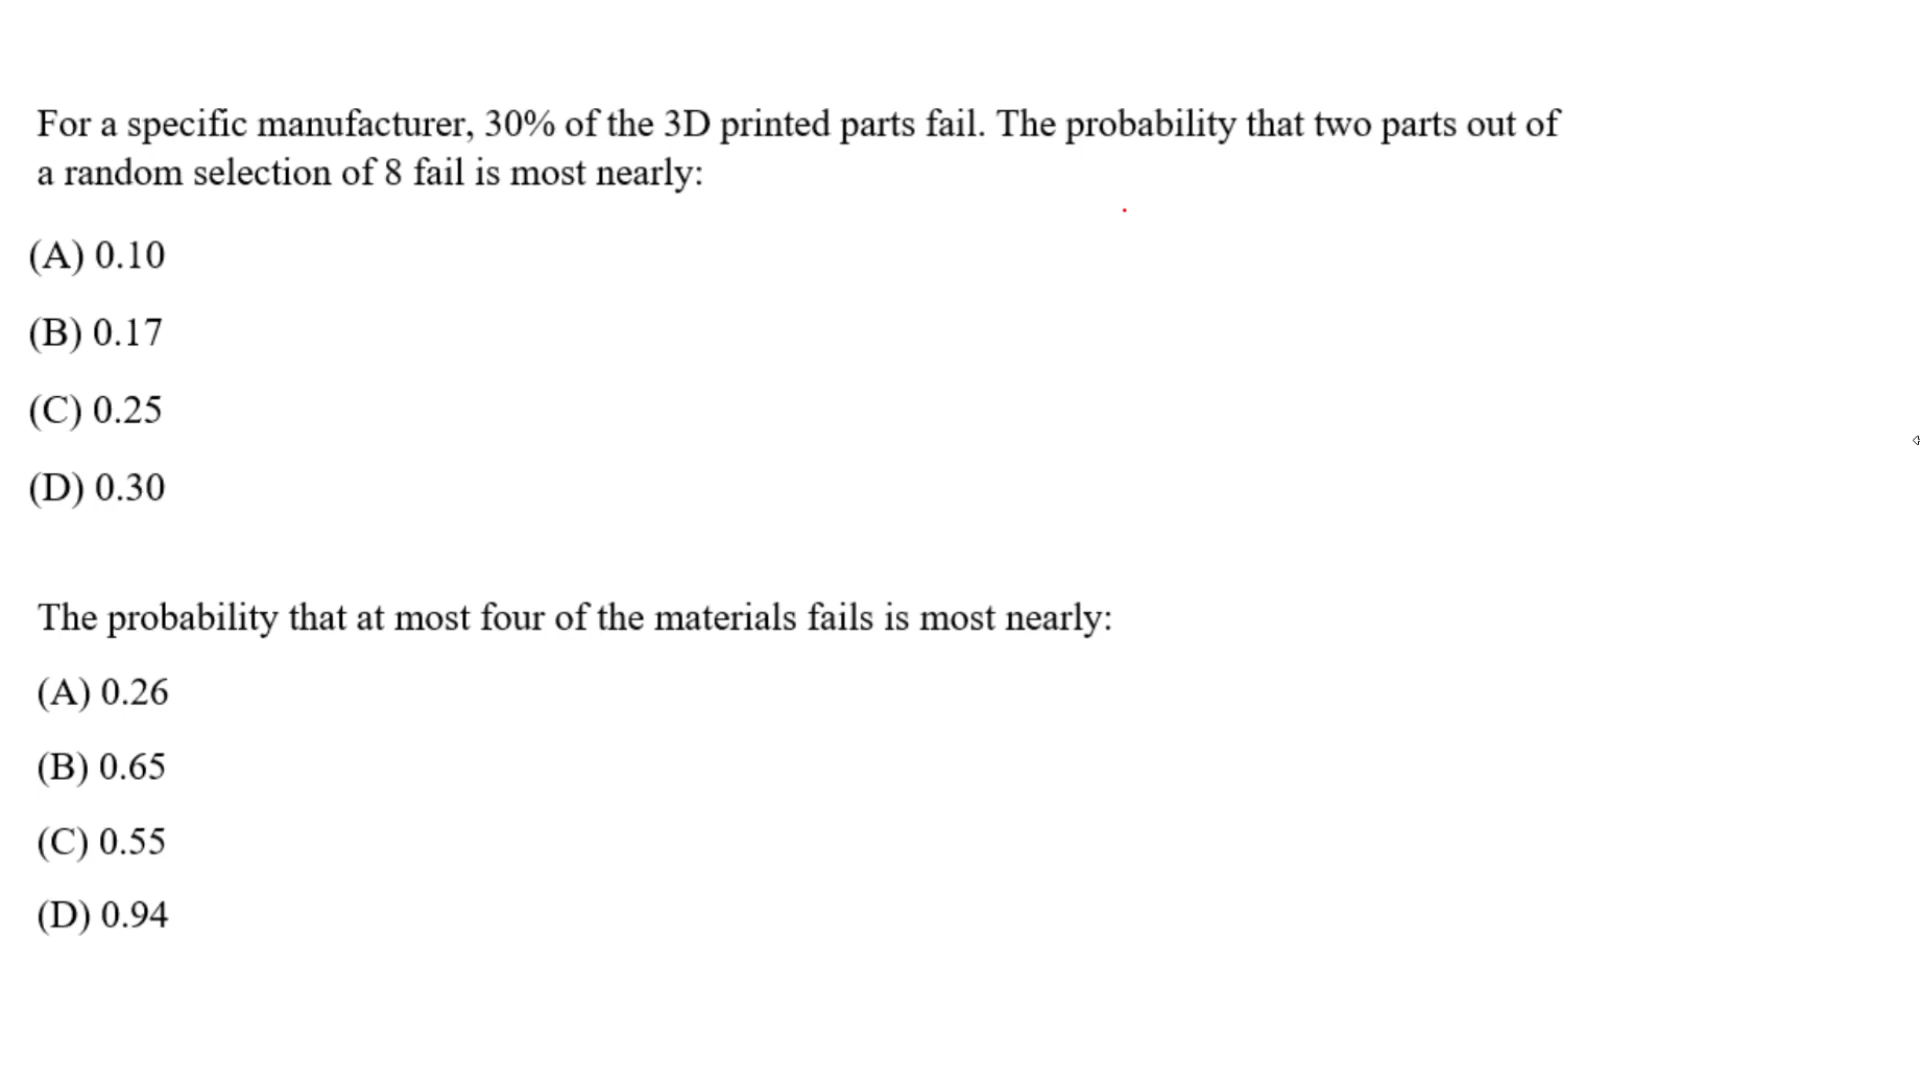 For a specific manufacturer, 30% of the 3D printed parts fail. The probability that two parts out of
a random selection of 8 fail is most nearly:
(A) 0.10
(B) 0.17
(C) 0.25
(D) 0.30
The probability that at most four of the materials fails is most nearly:
(A) 0.26
(B) 0.65
(C) 0.55
(D) 0.94